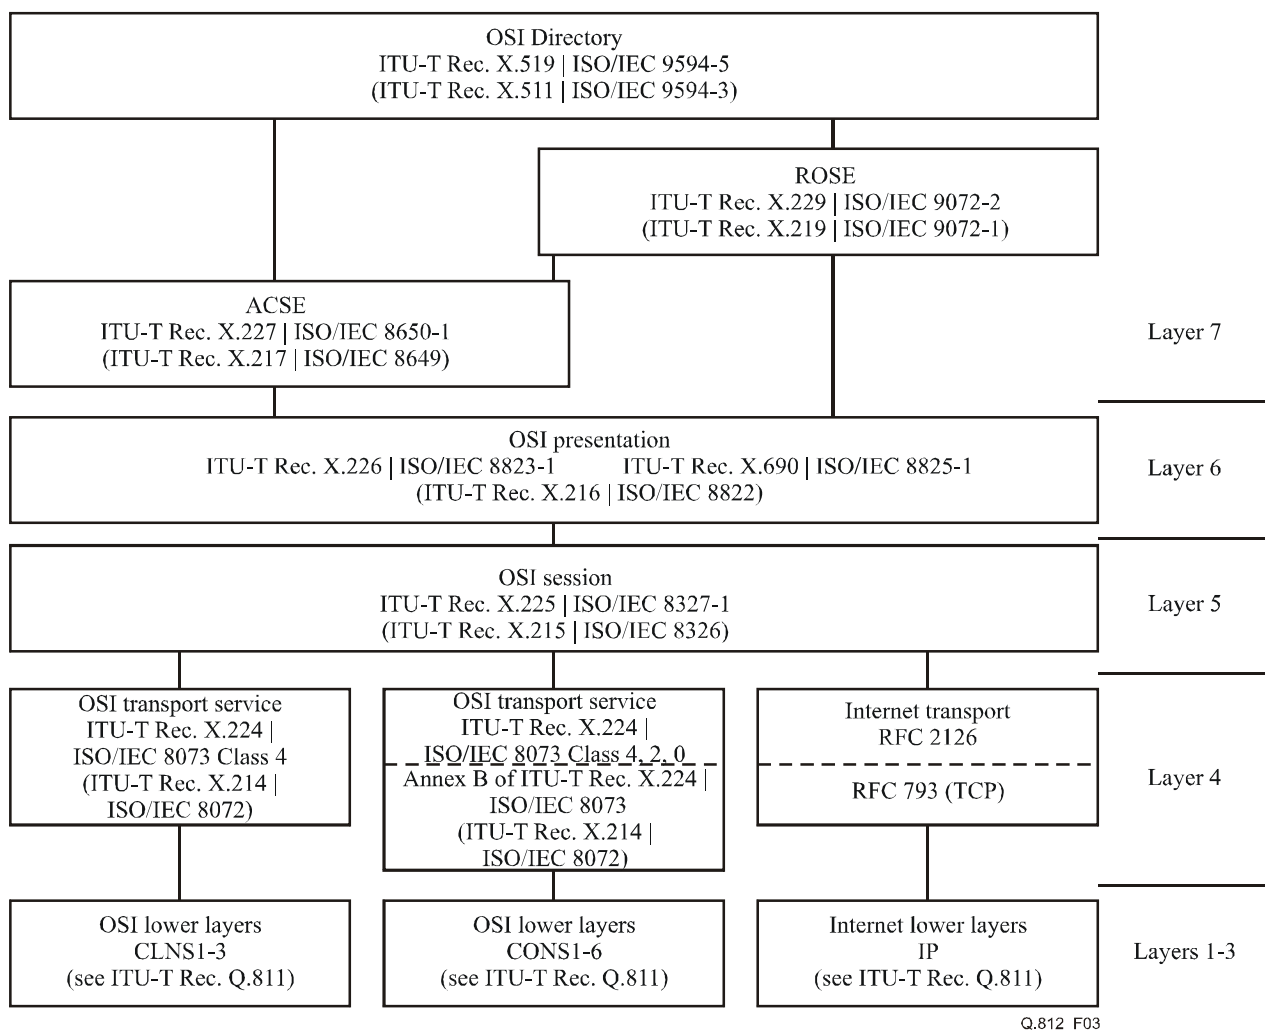 OSI Directory
ITU-T Rec. X.519 | ISO/IEC 9594-5
(ITU-T Rec. X.511 | ISO/IEC 9594-3)
ROSE
ITU-T Rec. X.229 | ISO/IEC 9072-2
(ITU-T Rec. X.219 | ISO/IEC 9072-1)
ACSE
ITU-T Rec. X.227 | ISO/IEC 8650-1
(ITU-T Rec. X.217 | ISO/IEC 8649)
Layer 7
OSI presentation
ITU-T Rec. X.226 | ISO/IEC 8823-1 ITU-T Rec. X.690 | ISO/IEC 8825-1
(ITU-T Rec. X.216 | ISO/IEC 8822)
Layer 6
OSI session
ITU-T Rec. X.225 | ISO/IEC 8327-1
(ITU-T Rec. X.215 | ISO/IEC 8326)
Layer 5
OSI transport service
ITU-T Rec. X.224 |
ISO/IEC 8073 Class 4
(ITU-T Rec. X.214 |
ISO/IEC 8072)
OSI transport service
ITU-T Rec. X.224 |
ISO/IEC 8073 Class 4, 2, 0
Annex B of ITU-T Rec. X.224 |
ISO/IEC 8073
(ITU-T Rec. X.214 |
ISO/IEC 8072)
Internet transport
RFC 2126
RFC 793 (TCP)
Layer 4
OSI lower layers
CLNS1-3
(see ITU-T Rec. Q.811)
OSI lower layers
CONS1-6
(see ITU-T Rec. Q.811)
Internet lower layers
IP
(see ITU-T Rec. Q.811)
Layers 1-3
Q.812_F03